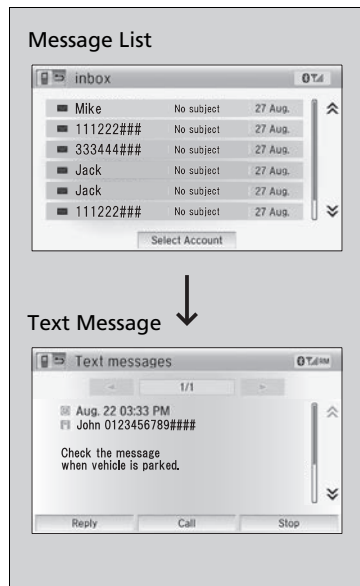 Message List
inbox
Mike No subject 27 Aug.
111222### No subject 27 Aug.
333444### No subject 27 Aug.
Jack No subject 27 Aug.
Jack No subject 27 Aug.
111222### No subject 27 Aug.
Select Account
Text Message
Text messages
1/1
Aug. 22 03:33 PM
John 0123456789####
Check the message
when vehicle is parked.
Reply Call Stop